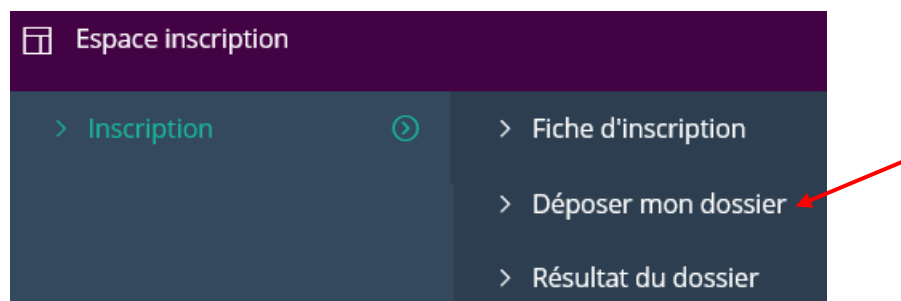 Espace inscription
Inscription
Fiche d'inscription
Déposer mon dossier
Résultat du dossier